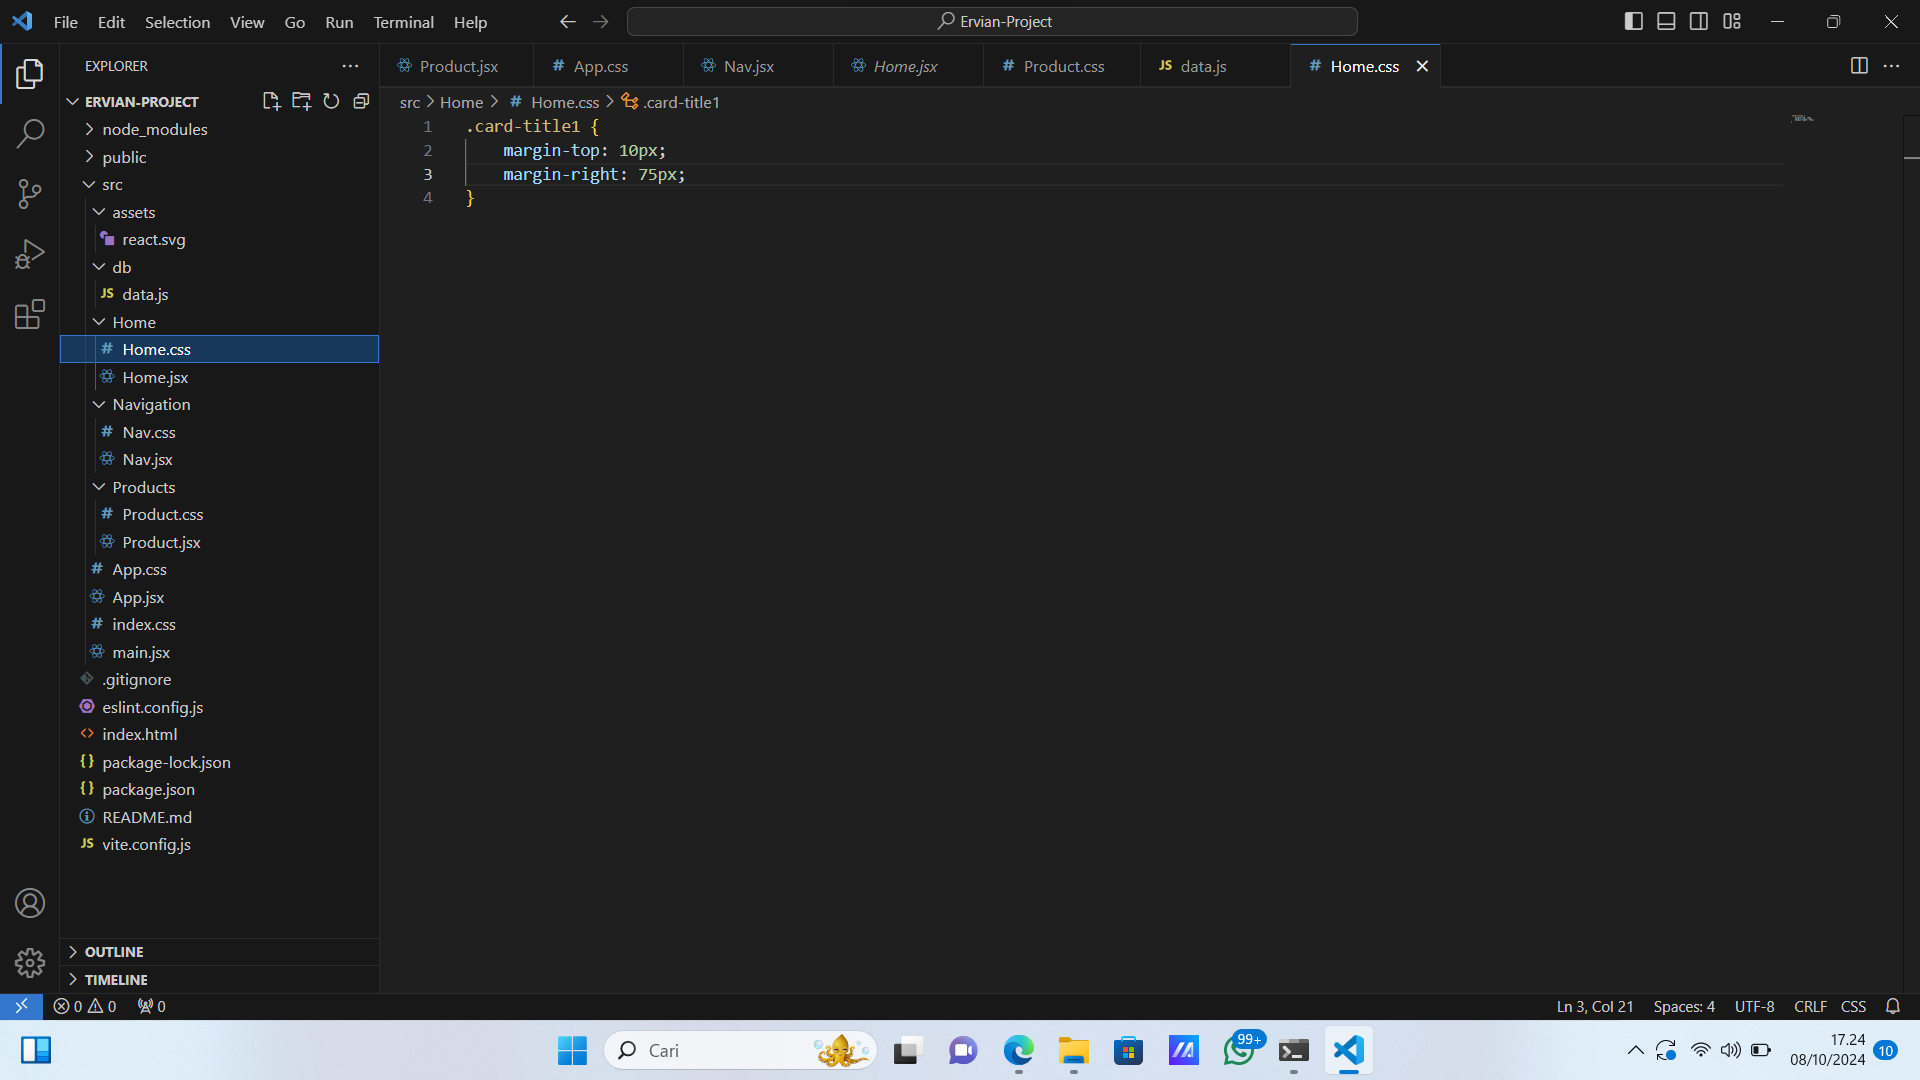 File Edit Selection View Go Run Terminal Help
Ervian-Project
EXPLORER
ERVIAN-PROJECT
node_modules
public
src
assets
react.svg
db
JS data.js
Home
# Home.css
Home.jsx
Navigation
# Nav.css
Nav.jsx
Products
# Product.css
Product.jsx
# App.css
App.jsx
# index.css
main.jsx
.gitignore
eslint.config.js
<> index.html
{} package-lock.json
{} package.json
README.md
JS vite.config.js
OUTLINE
TIMELINE
Product.jsx # App.css Nav.jsx Home.jsx # Product.css JS data.js # Home.css
src > Home > # Home.css > .card-title1
1 .card-title1 {
2 margin-top: 10px;
3 margin-right: 75px;
4 }
0 0 0
Ln 3, Col 21 Spaces: 4 UTF-8 CRLF CSS
Cari
99+
17.24
08/10/2024
10